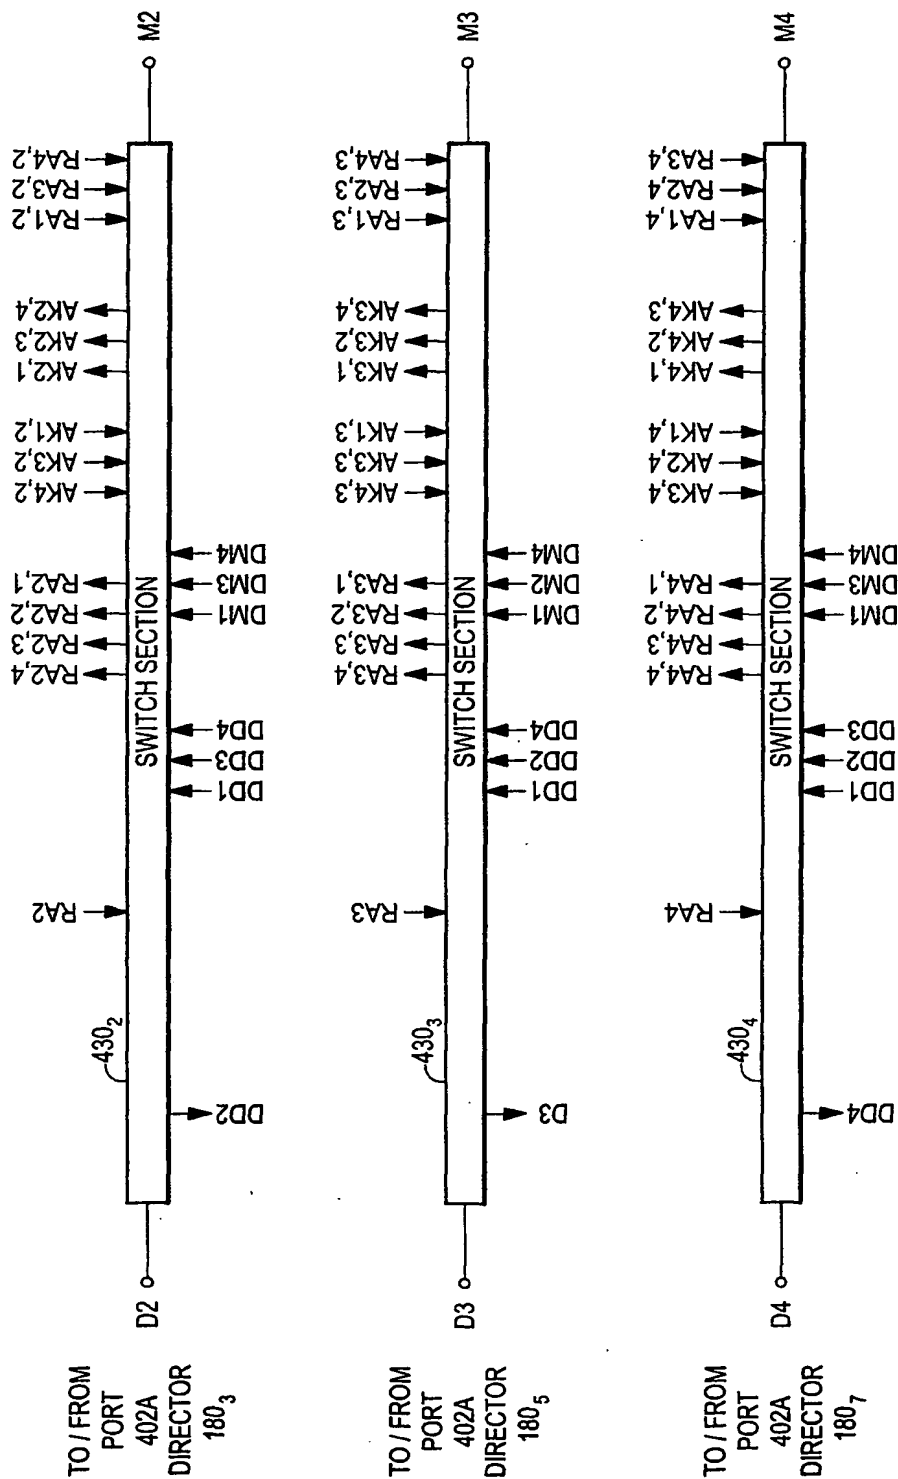 M2
RA4,2
RA3,2
RA1,2
AK2,4
AK2,3
AK2,1
AK1,2
AK3,2
AK4,2
RA2,1
RA2,2
RA2,3
RA2,4
RA2
430₂
SWITCH SECTION
DM4
DM3
DM1
DD4
DD3
DD1
DD2
D2
TO / FROM
PORT
402A
DIRECTOR
180₃
M3
RA4,3
RA2,3
RA1,3
AK3,4
AK3,2
AK3,1
AK1,3
AK3,3
AK4,3
RA3,1
RA3,2
RA3,3
RA3,4
RA3
430₃
SWITCH SECTION
DM4
DM2
DM1
DD4
DD2
DD1
D3
D3
TO / FROM
PORT
402A
DIRECTOR
180₅
M4
RA3,4
RA2,4
RA1,4
AK4,3
AK4,2
AK4,1
AK1,4
AK2,4
AK3,4
RA4,1
RA4,2
RA4,3
RA4,4
RA4
430₄
SWITCH SECTION
DM4
DM3
DM1
DD3
DD2
DD1
DD4
D4
TO / FROM
PORT
402A
DIRECTOR
180₇